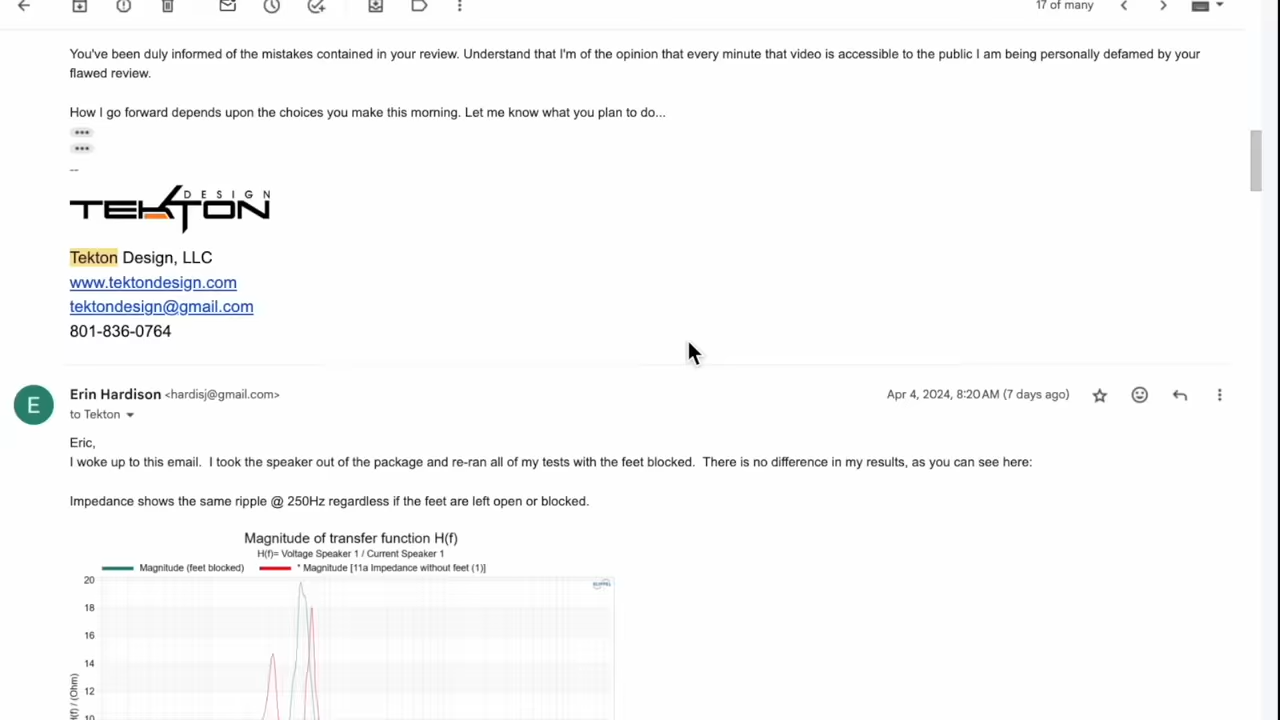 17 of many
You've been duly informed of the mistakes contained in your review. Understand that I'm of the opinion that every minute that video is accessible to the public I am being personally defamed by your
flawed review.
How I go forward depends upon the choices you make this morning. Let me know what you plan to do...
--
DESIGN
TEKTON
Tekton Design, LLC
www.tektondesign.com
tektondesign@gmail.com
801-836-0764
E
Erin Hardison <hardisj@gmail.com>
Apr 4, 2024, 8:20 AM (7 days ago)
to Tekton
Eric,
I woke up to this email.  I took the speaker out of the package and re-ran all of my tests with the feet blocked.  There is no difference in my results, as you can see here:
Impedance shows the same ripple @ 250Hz regardless if the feet are left open or blocked.
Magnitude of transfer function H(f)
H(f)= Voltage Speaker 1 / Current Speaker 1
Magnitude (feet blocked)
* Magnitude [11a Impedance without feet (1)]
20
18
16
14
12
10
H(f) / (Ohm)